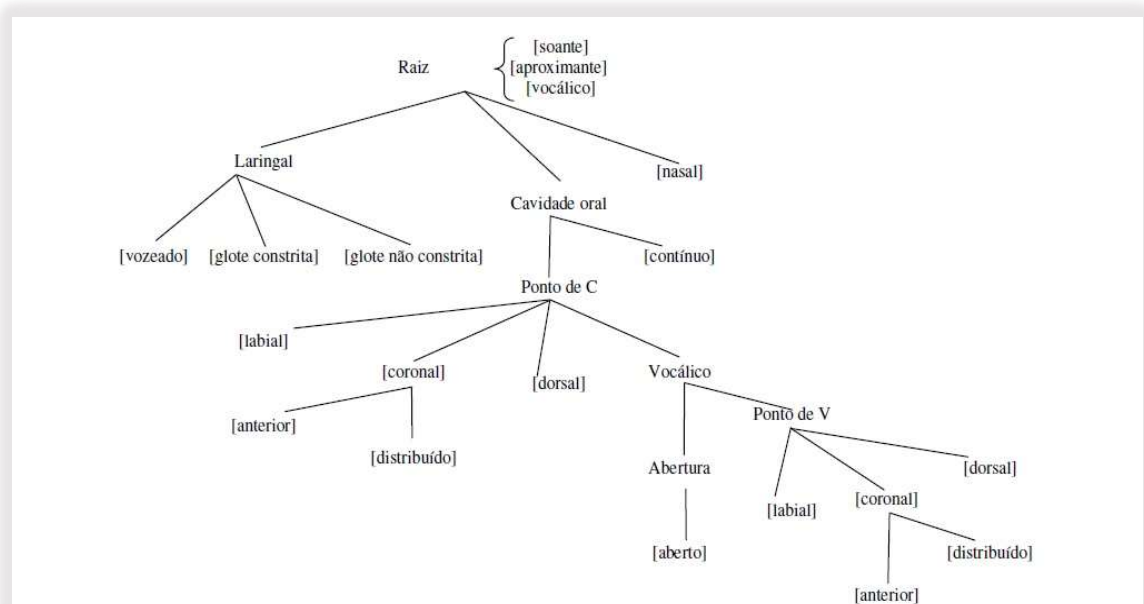 [soante]
Raiz [aproximante]
[vocálico]
Laringal
[nasal]
Cavidade oral
[vozeado] [glote constrita] [glote não constrita] [contínuo]
Ponto de C
[labial]
[coronal] [dorsal] Vocálico
[anterior] Ponto de V
[distribuído] Abertura [dorsal]
[labial] [coronal]
[aberto] [distribuído]
[anterior]